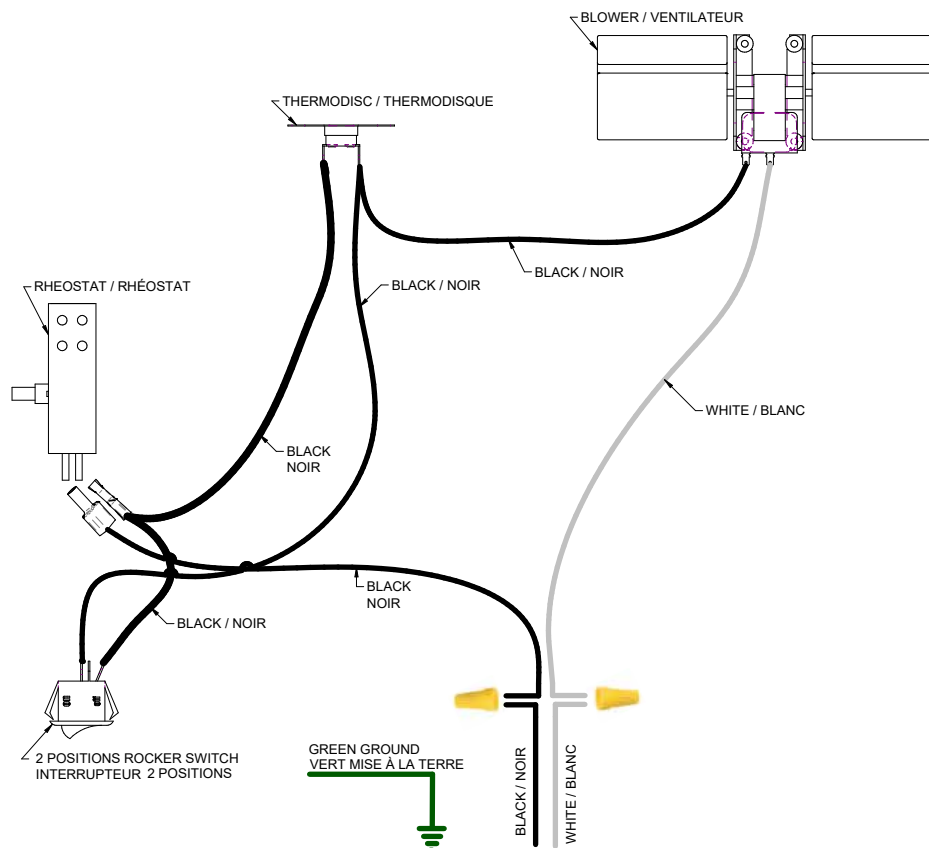 BLOWER / VENTILATEUR
THERMODISC / THERMODISQUE
BLACK / NOIR
RHEOSTAT / RHÉOSTAT
BLACK / NOIR
WHITE / BLANC
BLACK
NOIR
BLACK
NOIR
BLACK / NOIR
2 POSITIONS ROCKER SWITCH
INTERRUPTEUR 2 POSITIONS
GREEN GROUND
VERT MISE À LA TERRE
BLACK / NOIR
WHITE / BLANC